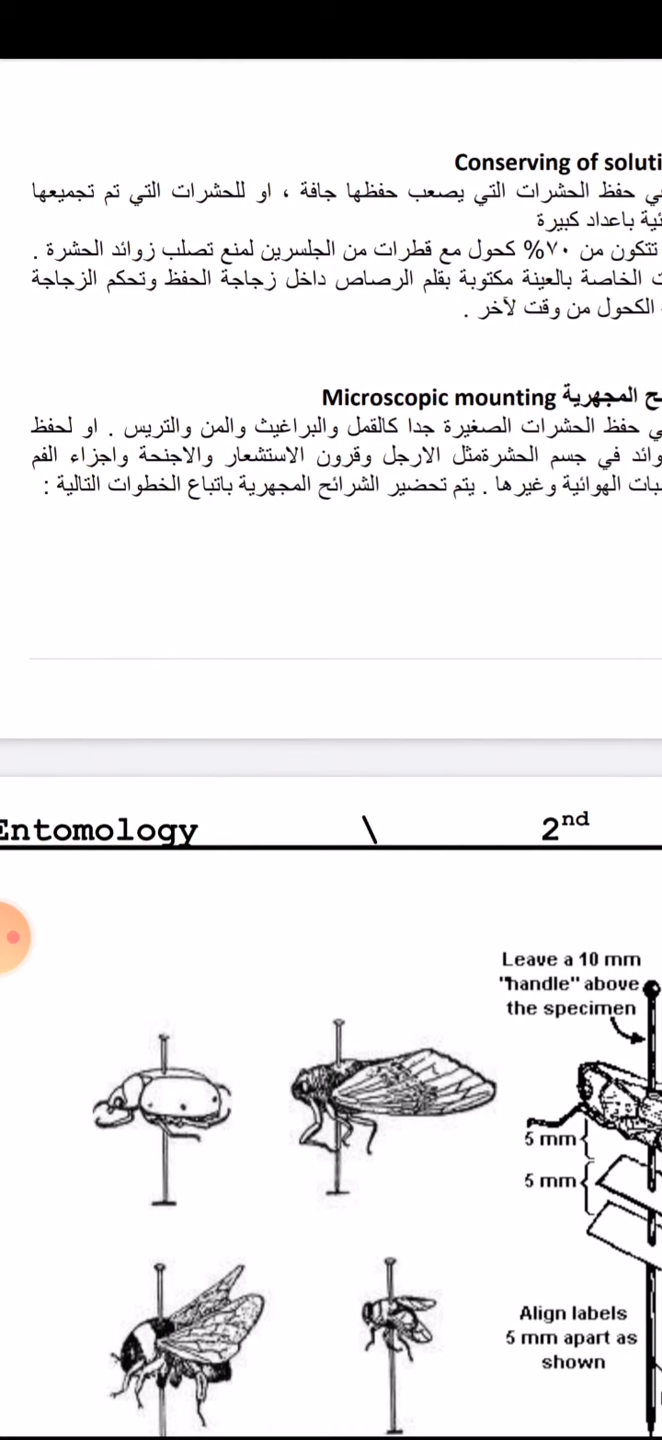 Conserving of soluti
حفظ الحشرات التي يصعب حفظها جافة ، او للحشرات التي تم تجميعها
باعداد كبيرة
تتكون من ٧٠% كحول مع قطرات من الجلسرين لمنع تصلب زوائد الحشرة .
الخاصة بالعينة مكتوبة بقلم الرصاص داخل زجاجة الحفظ وتحكم الزجاجة
الكحول من وقت لآخر .
المجهرية Microscopic mounting
حفظ الحشرات الصغيرة جدا كالقمل والبراغيث والمن والتربس . او لحفظ
في جسم الحشرةمثل الارجل وقرون الاستشعار والاجنحة واجزاء الفم
الهوائية وغيرها . يتم تحضير الشرائح المجهرية باتباع الخطوات التالية :
Entomology \ 2nd
Leave a 10 mm
"handle" above
the specimen
5 mm
5 mm
Align labels
5 mm apart as
shown